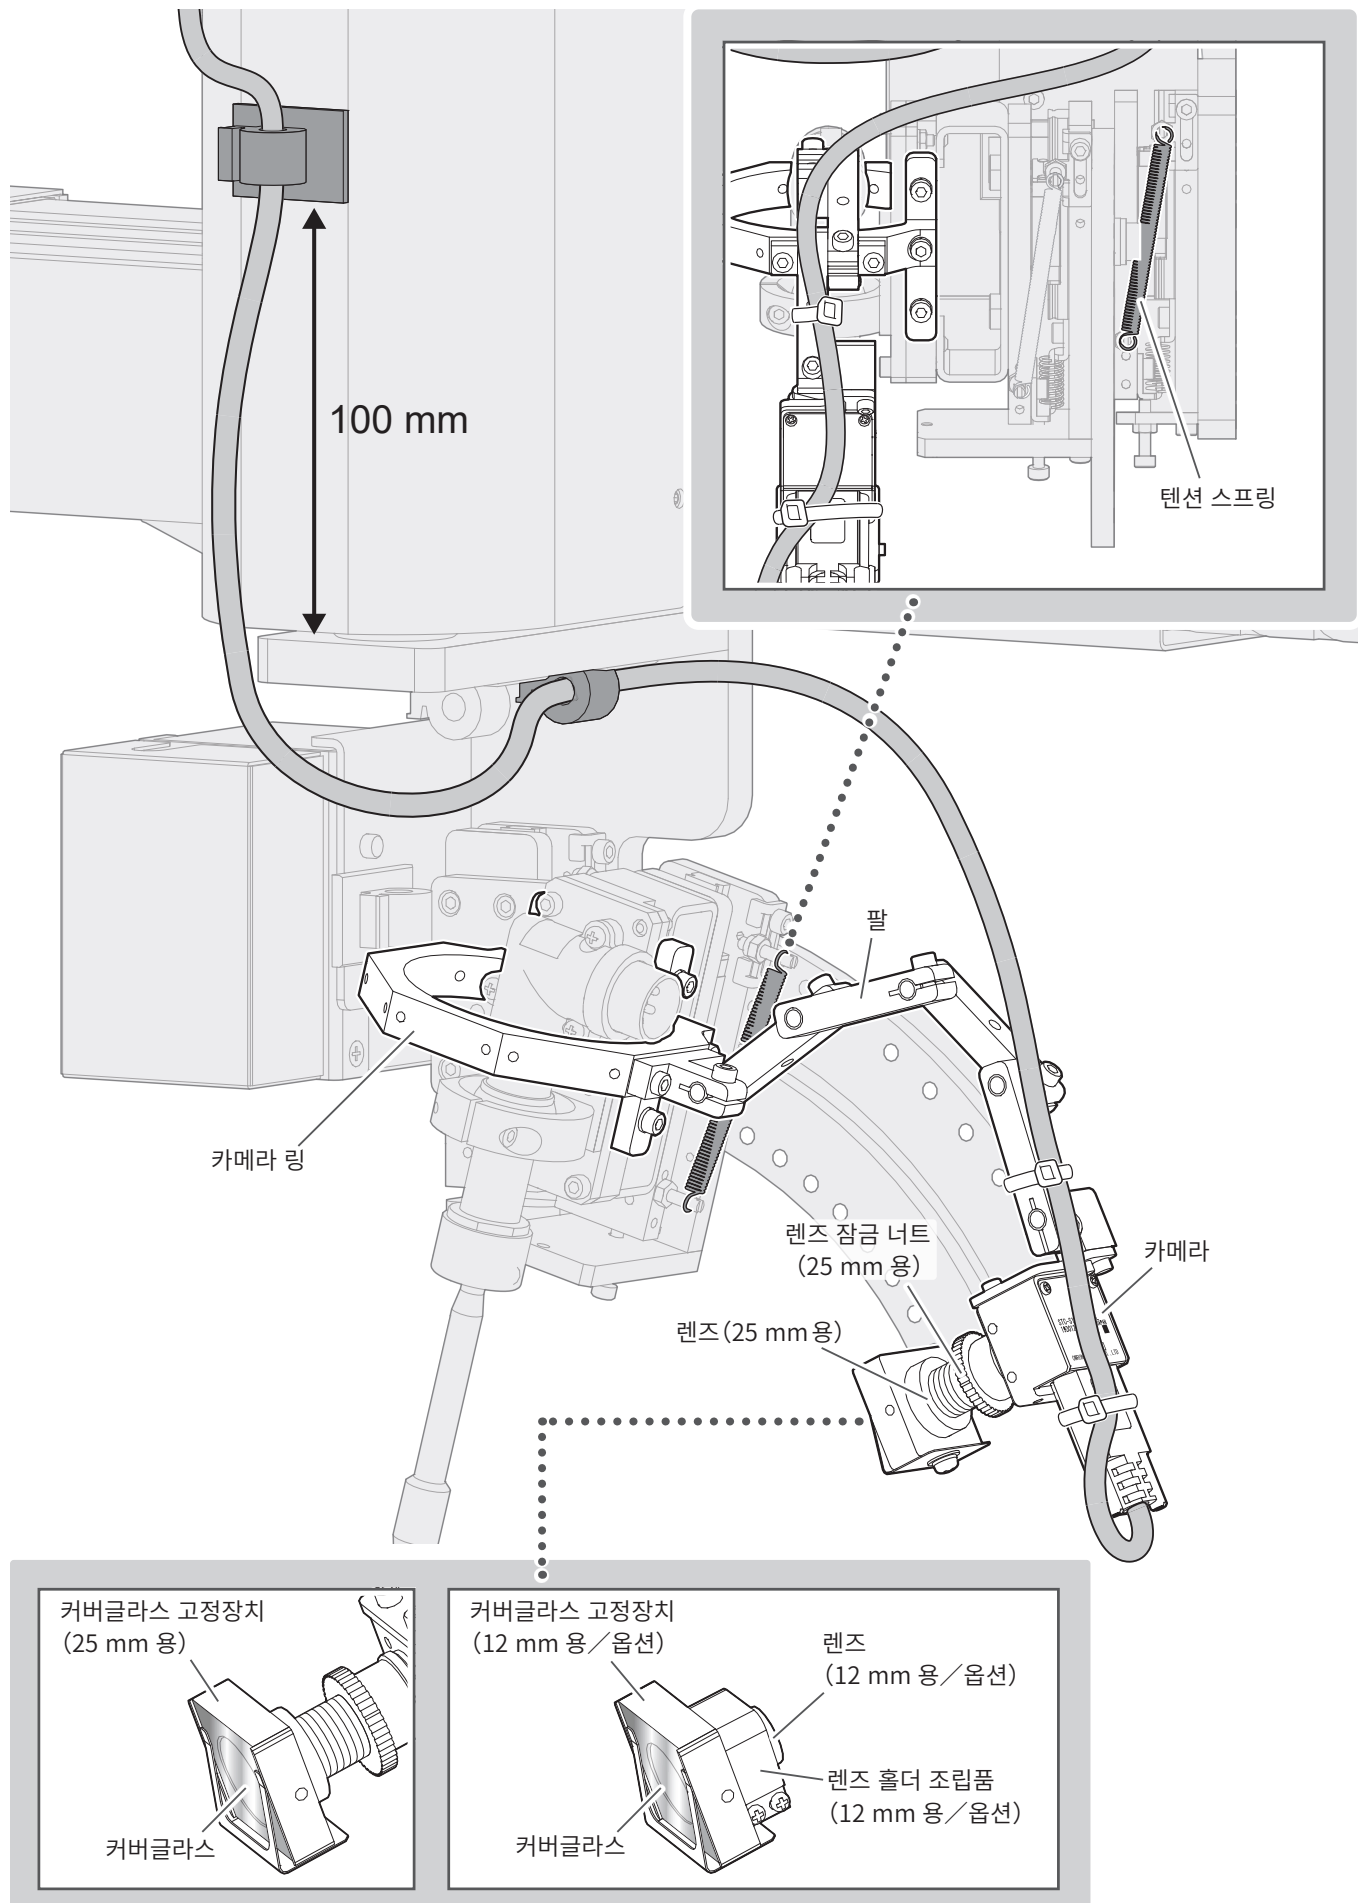 100 mm
텐션 스프링
팔
카메라 링
렌즈 잠금 너트
(25 mm 용)
카메라
렌즈(25 mm용)
커버글라스 고정장치
(25 mm 용)
커버글라스
커버글라스 고정장치
(12 mm 용／옵션)
렌즈
(12 mm 용／옵션)
렌즈 홀더 조립품
(12 mm 용／옵션)
커버글라스